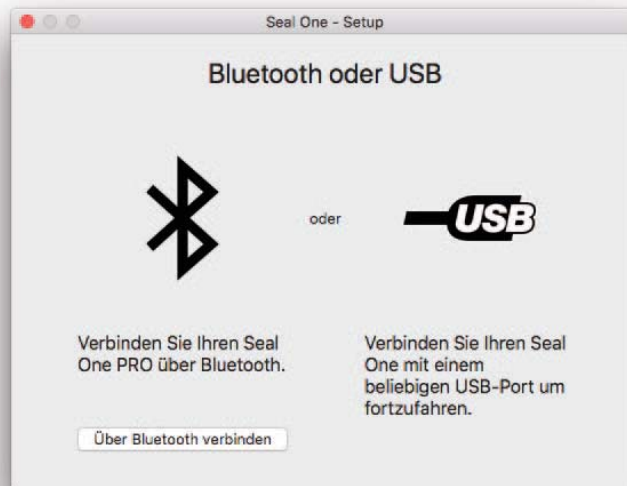 Seal One - Setup
Bluetooth oder USB
oder
USB
Verbinden Sie Ihren Seal
One PRO über Bluetooth.
Über Bluetooth verbinden
Verbinden Sie Ihren Seal
One mit einem
beliebigen USB-Port um
fortzufahren.